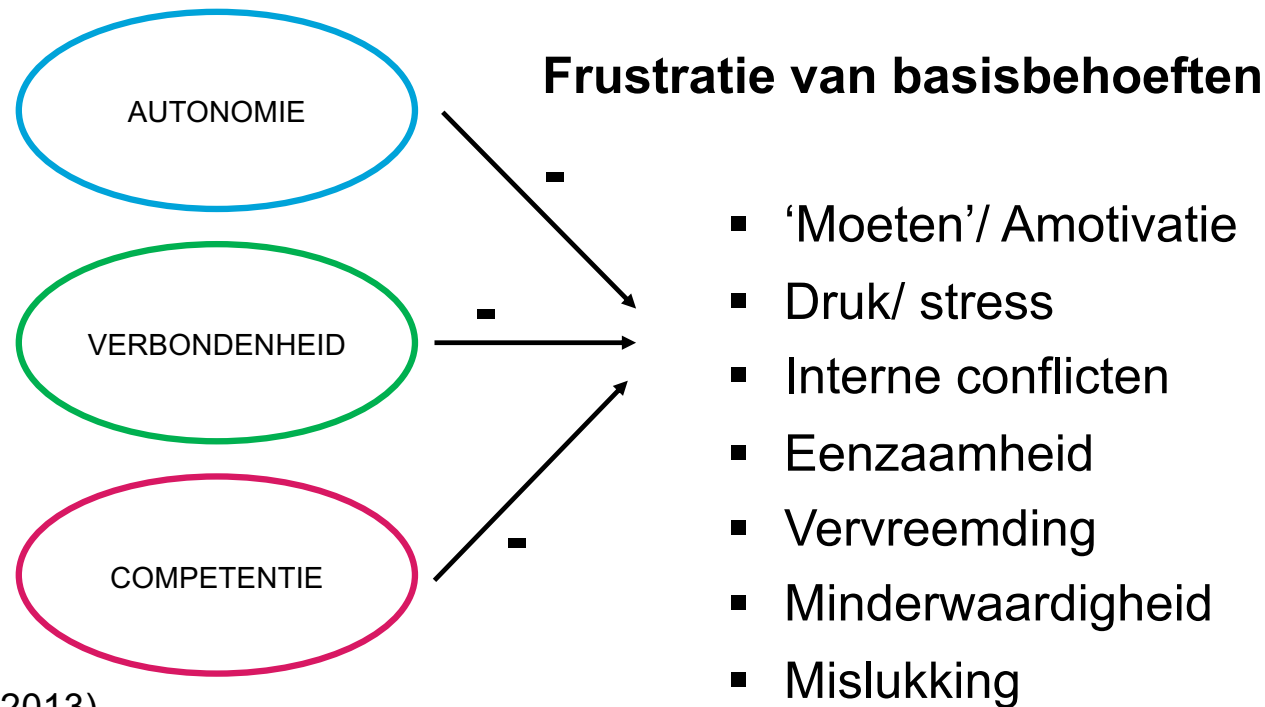 Frustratie van basisbehoeften
AUTONOMIE
-
VERBONDENHEID
-
COMPETENTIE
-
▪ ‘Moeten’/ Amotivatie
▪ Druk/ stress
▪ Interne conflicten
▪ Eenzaamheid
▪ Vervreemding
▪ Minderwaardigheid
▪ Mislukking
2013)